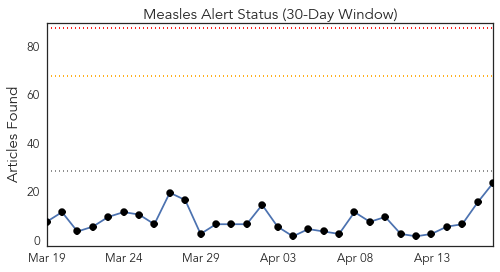 Measles Alert Status (30-Day Window)
Articles Found
80
60
40
20
0
Mar 19 Mar 24 Mar 29 Apr 03 Apr 08 Apr 13